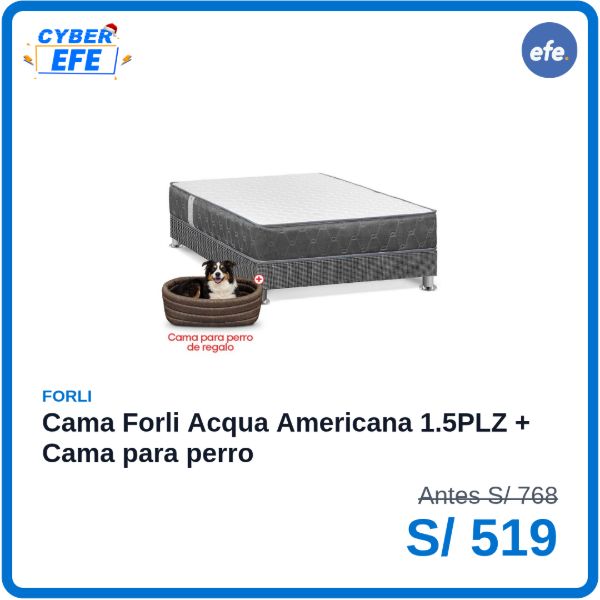 CYBER
EFE
efe.
Cama para perro
de regalo
FORLI
Cama Forli Acqua Americana 1.5PLZ +
Cama para perro
Antes S/ 768
S/ 519